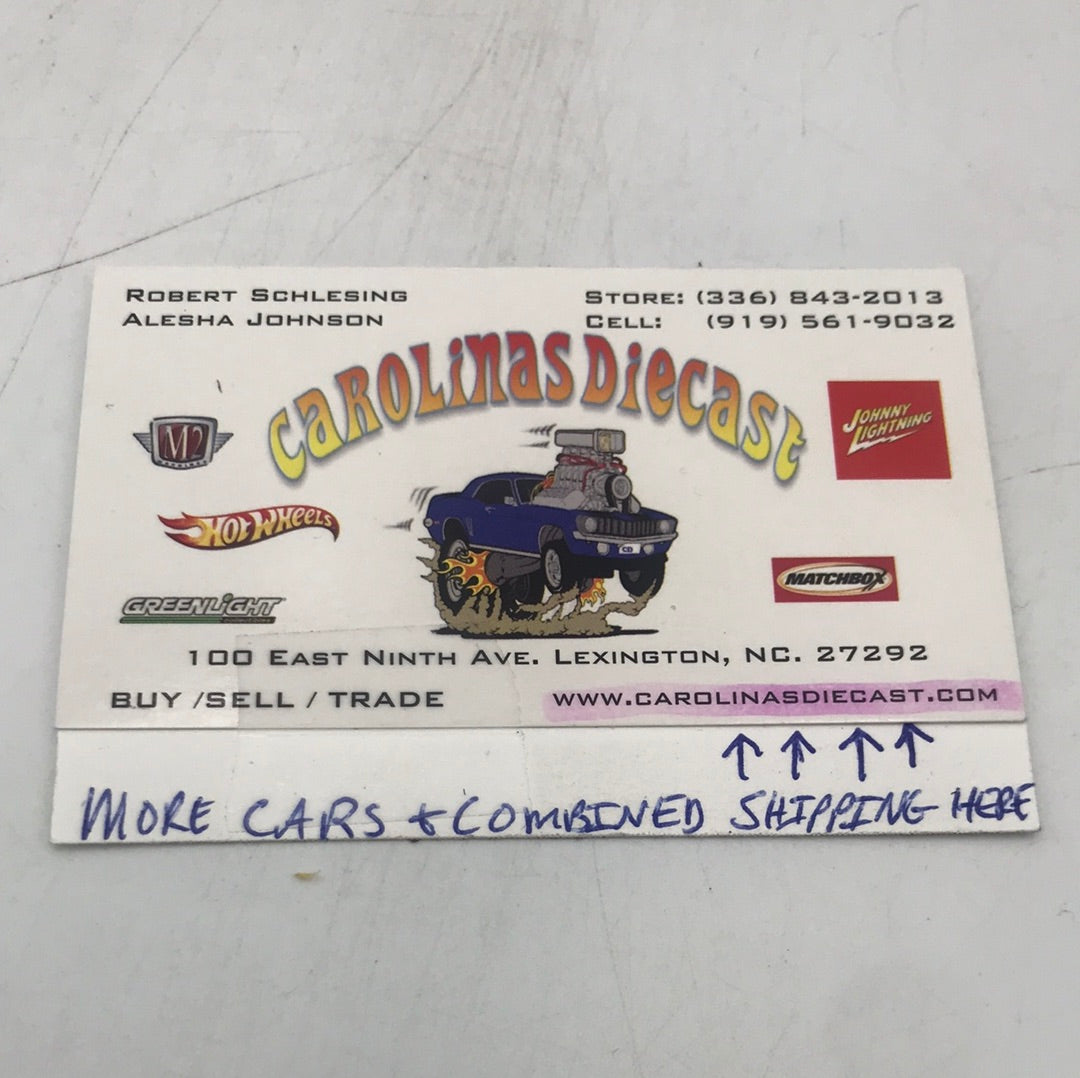 ROBERT SCHLESING
ALESHA JOHNSON
STORE: (336) 843-2013
CELL: (919) 561-9032
CAROLiNas DiecasT
M2
JOHNNY
LIGHTNING
HOT WHEELS
CD
MATCHBOX
GREENLiGHT
collectibles
100 EAST NINTH AVE. LEXINGTON, NC. 27292
BUY /SELL / TRADE
WWW.CAROLINASDIECAST.COM
↑ ↑ ↑ ↑
MORE CARS + COMBINED SHIPPING HERE